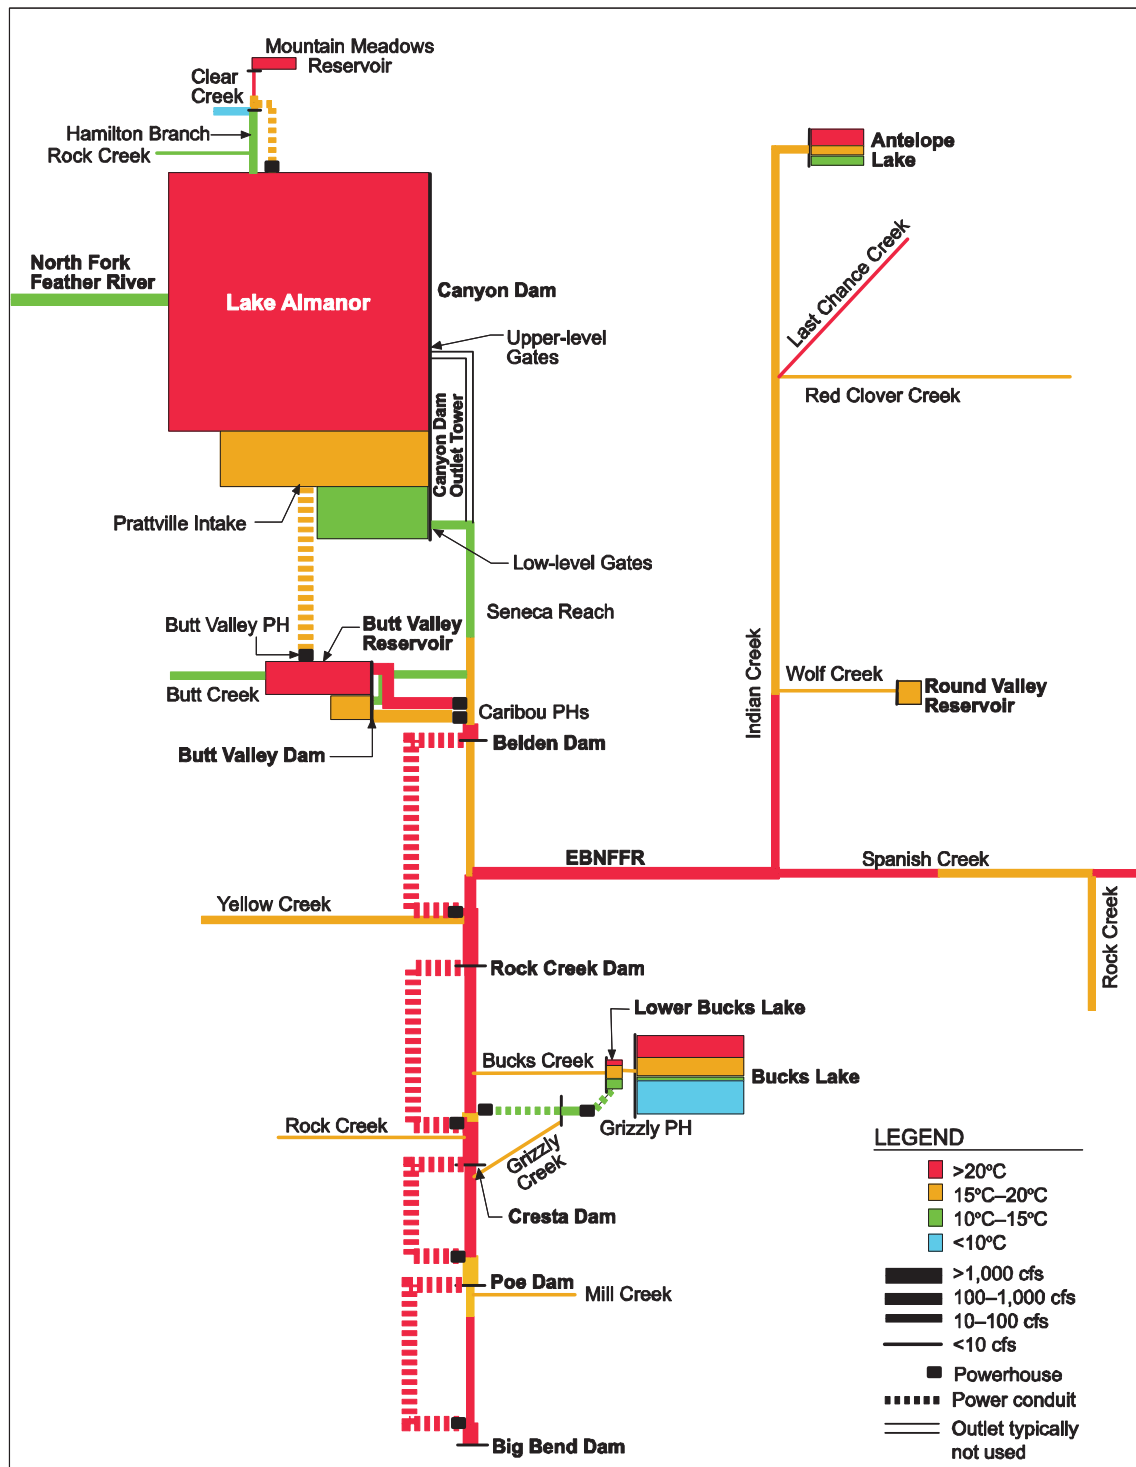 Mountain Meadows
Reservoir
Clear
Creek
Hamilton Branch
Rock Creek
Antelope
Lake
Last Chance Creek
North Fork
Feather River
Lake Almanor
Canyon Dam
Upper-level
Gates
Red Clover Creek
Canyon Dam
Outlet Tower
Prattville Intake
Low-level Gates
Seneca Reach
Butt Valley PH
Butt Valley
Reservoir
Indian Creek
Wolf Creek
Round Valley
Reservoir
Butt Creek
Caribou PHs
Belden Dam
Butt Valley Dam
EBNFFR
Spanish Creek
Yellow Creek
Rock Creek
Rock Creek Dam
Lower Bucks Lake
Bucks Creek
Bucks Lake
Rock Creek
Grizzly PH
Grizzly
Creek
Cresta Dam
Poe Dam
Mill Creek
Big Bend Dam
LEGEND
>20ºC
15ºC–20ºC
10ºC–15ºC
<10ºC
>1,000 cfs
100–1,000 cfs
10–100 cfs
<10 cfs
Powerhouse
Power conduit
Outlet typically
not used